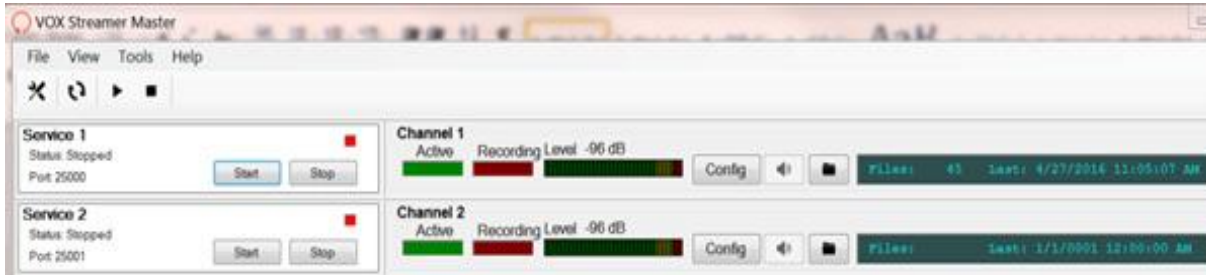 VOX Streamer Master
File View Tools Help
Service 1
Status: Stopped
Port: 25000
Start Stop
Channel 1
Active Recording Level -96 dB
Config
Files: 45 Last: 4/27/2016 11:05:07 AM
Service 2
Status: Stopped
Port: 25001
Start Stop
Channel 2
Active Recording Level -96 dB
Config
Files: Last: 1/1/0001 12:00:00 AM